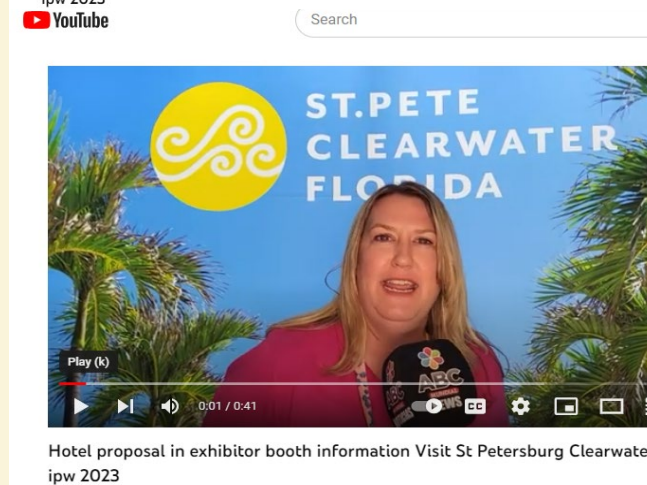 ipw 2023
YouTube
Search
ST.PETE
CLEARWATER
FLORIDA
Play (k)
ABC
NEWS
0:01 / 0:41
CC
Hotel proposal in exhibitor booth information Visit St Petersburg Clearwate
ipw 2023